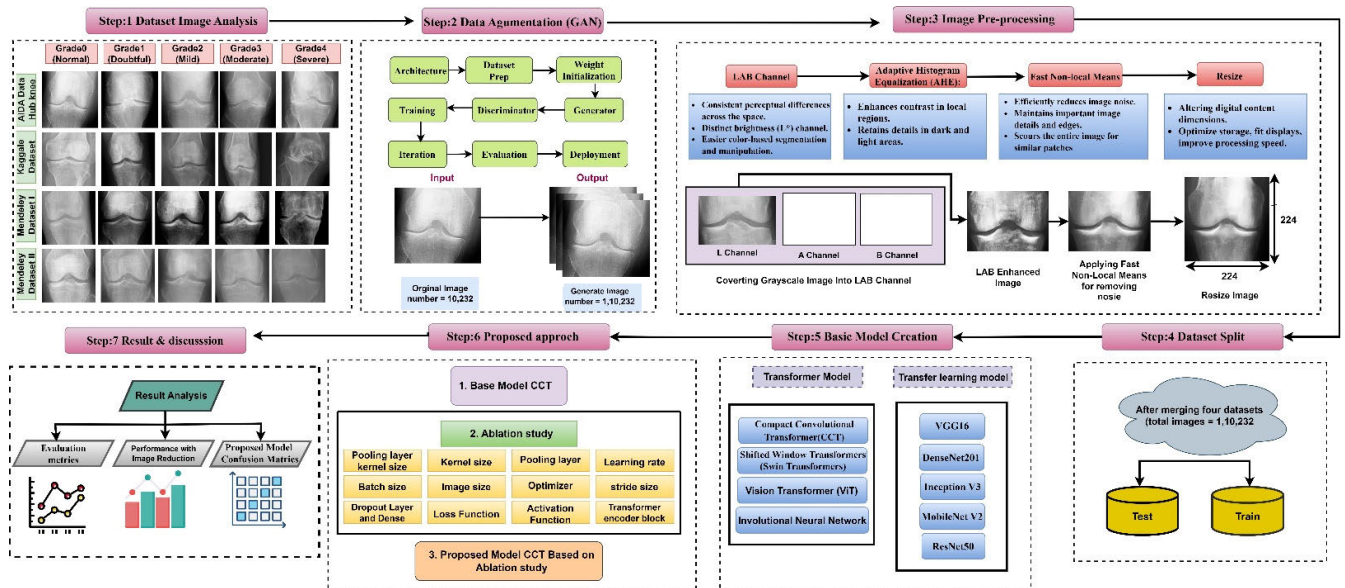 Step:1 Dataset Image Analysis
Step:2 Data Agumentation (GAN)
Step:3 Image Pre-processing
Grade0
(Normal)
Grade1
(Doubtful)
Grade2
(Mild)
Grade3
(Moderate)
Grade4
(Severe)
AIDA Data
Hub Knoo
Kaggale
Dataset
Mendeley
Dataset I
Mendeley
Dataset II
Architecture
Dataset
Prep
Weight
Initialization
Training
Discriminator
Generator
Iteration
Evaluation
Deployment
Input
Output
Orginal Image
number = 10,232
Generate Image
number = 1,10,232
LAB Channel
Adaptive Histogram
Equalization (AHE):
Fast Non-local Means
Resize
• Consistent perceptual differences
across the space.
• Distinct brightness (L*) channel.
• Easier color-based segmentation
and manipulation.
• Enhances contrast in local
regions.
• Retains details in dark and
light areas.
• Efficiently reduces image noise.
• Maintains important image
details and edges.
• Scours the entire image for
similar patches
• Altering digital content
dimensions.
• Optimize storage, fit displays,
improve processing speed.
L Channel
A Channel
B Channel
Coverting Grayscale Image Into LAB Channel
LAB Enhanced
Image
Applying Fast
Non-Local Means
for removing
nosie
224
224
Resize Image
Step:7 Result & discusssion
Step:6 Proposed approch
Step:5 Basic Model Creation
Step:4 Dataset Split
Result Analysis
Evaluation
metrics
Performance with
Image Reduction
Proposed Model
Confusion Matrics
1. Base Model CCT
2. Ablation study
Pooling layer
kernel size
Kernel size
Pooling layer
Learning rate
Batch size
Image size
Optimizer
stride size
Dropout Layer
and Dense
Loss Function
Activation
Function
Transformer
encoder block
3. Proposed Model CCT Based on
Ablation study
Transformer Model
Transfer learning model
Compact Convolutional
Transformer(CCT)
Shifted Window Transformers
(Swin Transformers)
Vision Transformer (ViT)
Involutional Neural Network
VGG16
DenseNet201
Inception V3
MobileNet V2
ResNet50
After merging four datasets
(total images = 1,10,232
Test
Train